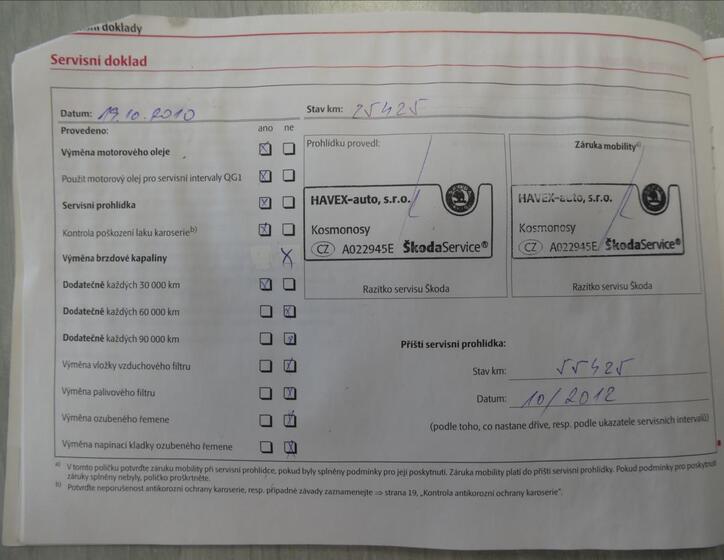 doklady
Servisní doklad
Datum: 19.10.2010 Stav km: 25425
Provedeno: ano ne
Výměna motorového oleje
Použit motorový olej pro servisní intervaly QG1
Servisní prohlídka
Kontrola poškození laku karoserie b)
Výměna brzdové kapaliny
Dodatečně každých 30 000 km
Dodatečně každých 60 000 km
Dodatečně každých 90 000 km
Výměna vložky vzduchového filtru
Výměna palivového filtru
Výměna ozubeného řemene
Výměna napínací kladky ozubeného řemene
Prohlídku provedl:
HAVEX-auto, s.r.o.
Kosmonosy
CZ A022945E ŠkodaService®
Razítko servisu Škoda
Záruka mobility a)
HAVEX-auto, s.r.o.
Kosmonosy
CZ A022945E ŠkodaService®
Razítko servisu Škoda
Příští servisní prohlídka:
Stav km: 55425
Datum: 10/2012
(podle toho, co nastane dříve, resp. podle ukazatele servisních intervalů)
a) V tomto políčku potvrďte záruku mobility při servisní prohlídce, pokud byly splněny podmínky pro její poskytnutí. Záruka mobility platí do příští servisní prohlídky. Pokud podmínky pro poskytnutí
záruky splněny nebyly, políčko proškrtněte.
b) Potvrďte neporušenost antikorozní ochrany karoserie, resp. případné závady zaznamenejte ⇒ strana 19, „Kontrola antikorozní ochrany karoserie".